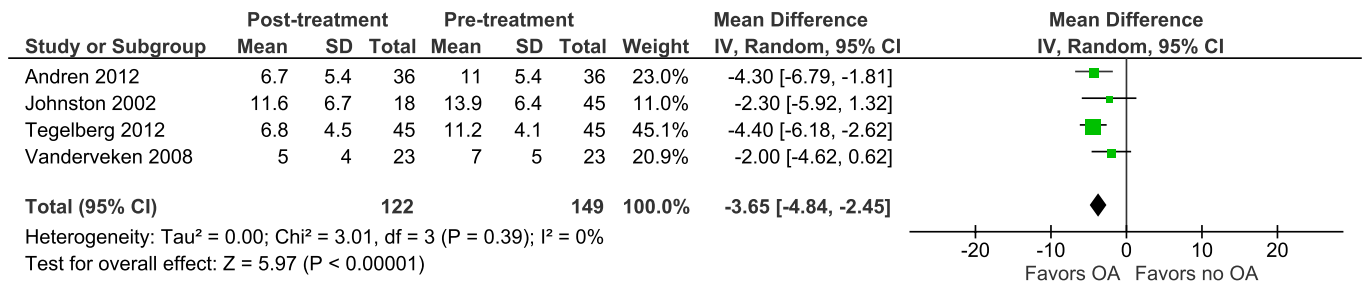 Post-treatment Pre-treatment Mean Difference Mean Difference
Study or Subgroup Mean SD Total Mean SD Total Weight IV, Random, 95% CI IV, Random, 95% CI
Andren 2012 6.7 5.4 36 11 5.4 36 23.0% -4.30 [-6.79, -1.81]
Johnston 2002 11.6 6.7 18 13.9 6.4 45 11.0% -2.30 [-5.92, 1.32]
Tegelberg 2012 6.8 4.5 45 11.2 4.1 45 45.1% -4.40 [-6.18, -2.62]
Vanderveken 2008 5 4 23 7 5 23 20.9% -2.00 [-4.62, 0.62]
Total (95% CI) 122 149 100.0% -3.65 [-4.84, -2.45]
Heterogeneity: Tau² = 0.00; Chi² = 3.01, df = 3 (P = 0.39); I² = 0%
Test for overall effect: Z = 5.97 (P < 0.00001)
-20 -10 0 10 20
Favors OA Favors no OA